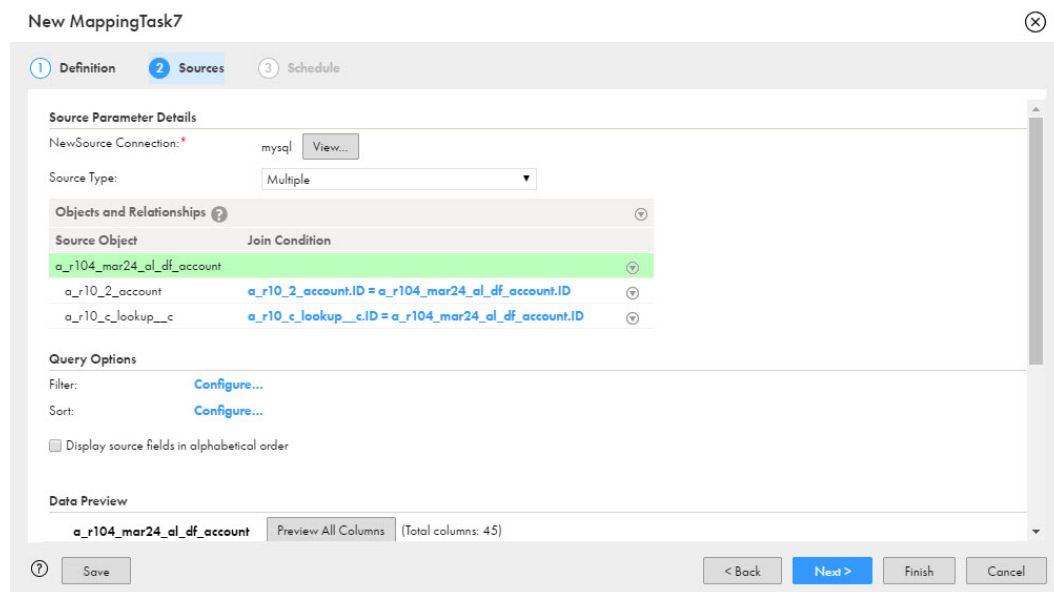 New MappingTask7
1 Definition 2 Sources 3 Schedule
Source Parameter Details
NewSource Connection:* mysql View...
Source Type: Multiple
Objects and Relationships ?
Source Object Join Condition
a_r104_mar24_al_df_account
a_r10_2_account a_r10_2_account.ID = a_r104_mar24_al_df_account.ID
a_r10_c_lookup__c a_r10_c_lookup__c.ID = a_r104_mar24_al_df_account.ID
Query Options
Filter: Configure...
Sort: Configure...
Display source fields in alphabetical order
Data Preview
a_r104_mar24_al_df_account Preview All Columns (Total columns: 45)
? Save < Back Next > Finish Cancel